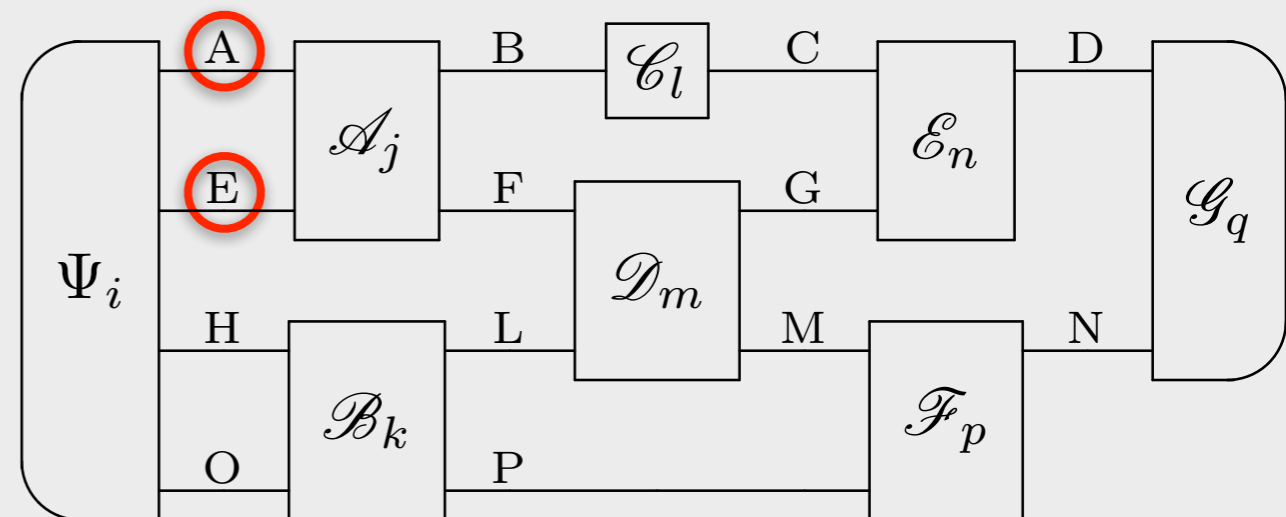 A B C D
𝒞l
𝒜j ℰn
E F G
𝒢q
Ψi 𝒟m
H L M N
ℬk ℱp
O P